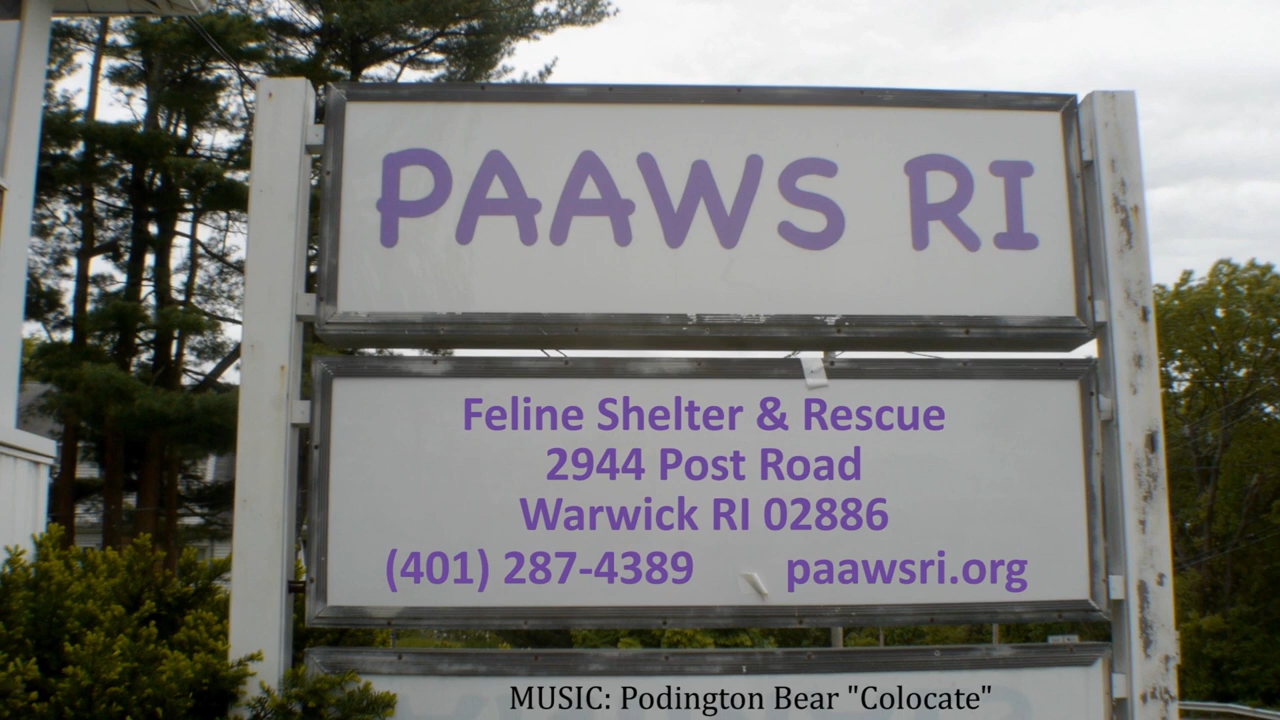 PAAWS RI
Feline Shelter & Rescue
2944 Post Road
Warwick RI 02886
(401) 287-4389 paawsri.org
MUSIC: Podington Bear "Colocate"